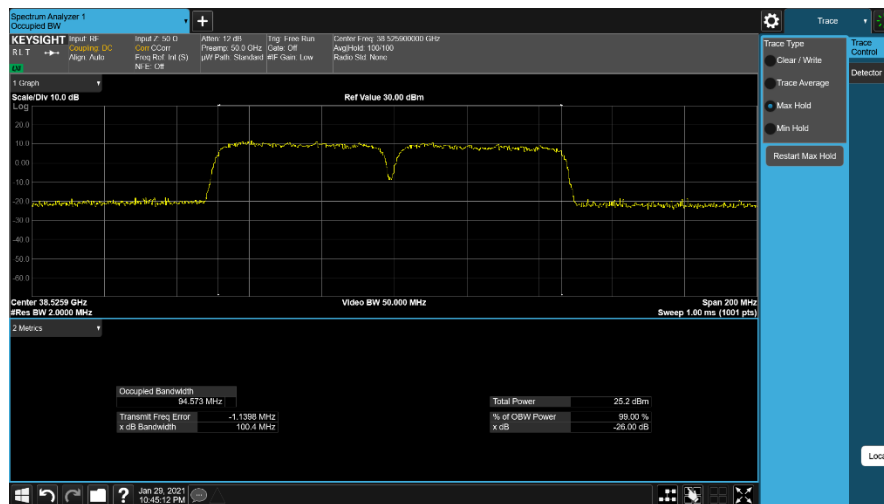 Spectrum Analyzer 1
Occupied BW
+
Trace
KEYSIGHT
RLT
Input: RF
Coupling: DC
Align: Auto
Input Z: 50 Ω
Corr CCorr
Freq Ref: Int (S)
NFE: Off
Atten: 12 dB
Preamp: 50.0 GHz
µW Path: Standard
Trig: Free Run
Gate: Off
#IF Gain: Low
Center Freq: 38.525900000 GHz
Avg|Hold: 100/100
Radio Std: None
1 Graph
Scale/Div 10.0 dB
Ref Value 30.00 dBm
Log
20.0
10.0
0.00
-10.0
-20.0
-30.0
-40.0
-50.0
-60.0
Center 38.5259 GHz
#Res BW 2.0000 MHz
Video BW 50.000 MHz
Span 200 MHz
Sweep 1.00 ms (1001 pts)
2 Metrics
Occupied Bandwidth
94.573 MHz
Transmit Freq Error -1.1398 MHz
x dB Bandwidth 100.4 MHz
Total Power 25.2 dBm
% of OBW Power 99.00 %
x dB -26.00 dB
Trace Type
Clear / Write
Trace Average
Max Hold
Min Hold
Restart Max Hold
Trace
Control
Detector
Loca
?
Jan 29, 2021
10:45:12 PM